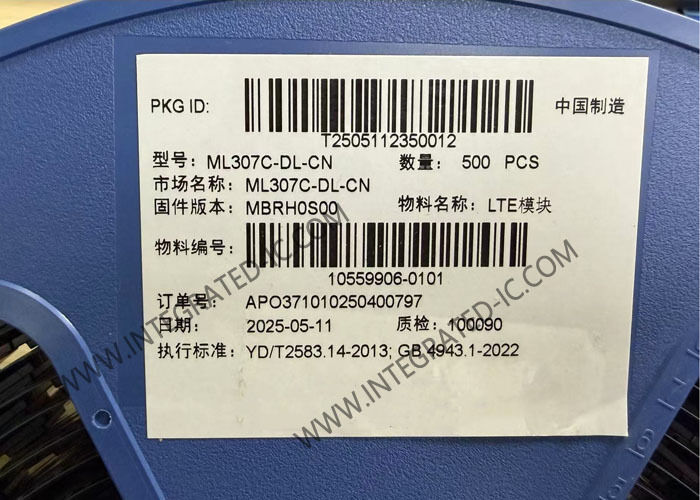 PKG ID:
中国制造
T2505112350012
型号: ML307C-DL-CN 数量: 500 PCS
市场名称: ML307C-DL-CN
固件版本: MBRH0S00 物料名称: LTE模块
物料编号:
10559906-0101
订单号: APO371010250400797
日期: 2025-05-11 质检: 100090
执行标准: YD/T2583.14-2013; GB 4943.1-2022
WWW.INTEGRATED-IC.COM
WWW.INTEGRATED-IC.COM